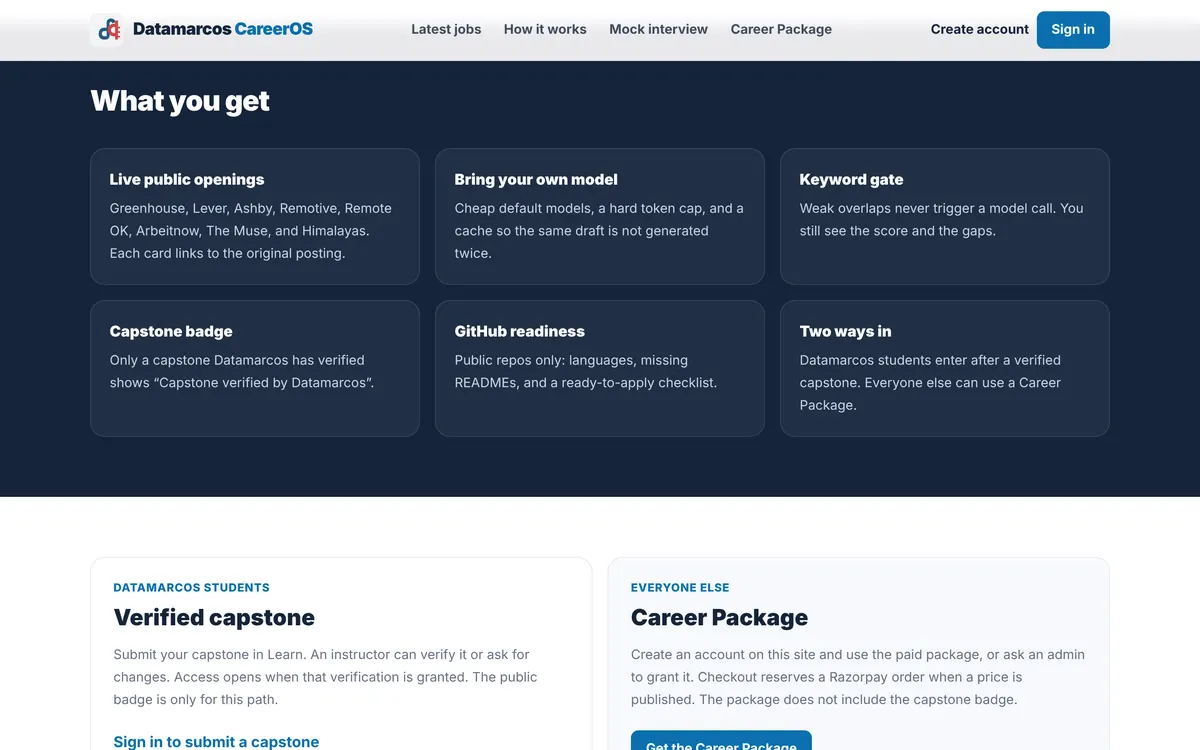 Datamarcos CareerOS
Latest jobs
How it works
Mock interview
Career Package
Create account
Sign in
What you get
Live public openings
Greenhouse, Lever, Ashby, Remotive, Remote
OK, Arbeitnow, The Muse, and Himalayas.
Each card links to the original posting.
Bring your own model
Cheap default models, a hard token cap, and a
cache so the same draft is not generated
twice.
Keyword gate
Weak overlaps never trigger a model call. You
still see the score and the gaps.
Capstone badge
Only a capstone Datamarcos has verified
shows “Capstone verified by Datamarcos”.
GitHub readiness
Public repos only: languages, missing
READMEs, and a ready-to-apply checklist.
Two ways in
Datamarcos students enter after a verified
capstone. Everyone else can use a Career
Package.
DATAMARCOS STUDENTS
Verified capstone
Submit your capstone in Learn. An instructor can verify it or ask for
changes. Access opens when that verification is granted. The public
badge is only for this path.
Sign in to submit a capstone
EVERYONE ELSE
Career Package
Create an account on this site and use the paid package, or ask an admin
to grant it. Checkout reserves a Razorpay order when a price is
published. The package does not include the capstone badge.
Get the Career Package